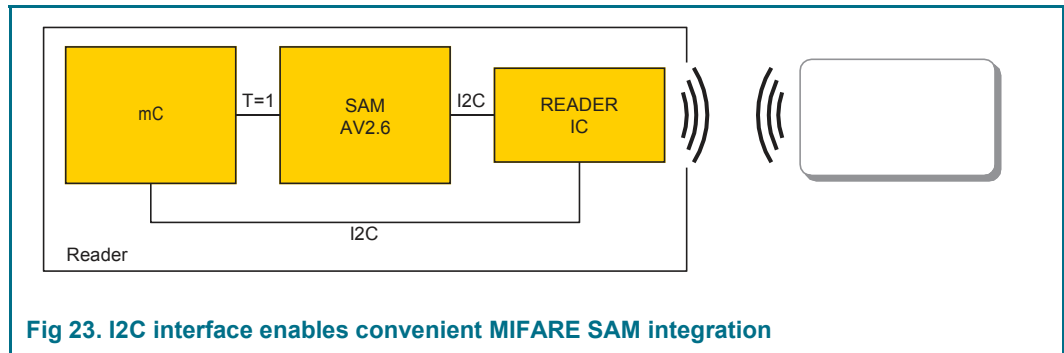 mC
T=1
SAM
AV2.6
I2C
READER
IC
I2C
Reader
Fig 23. I2C interface enables convenient MIFARE SAM integration